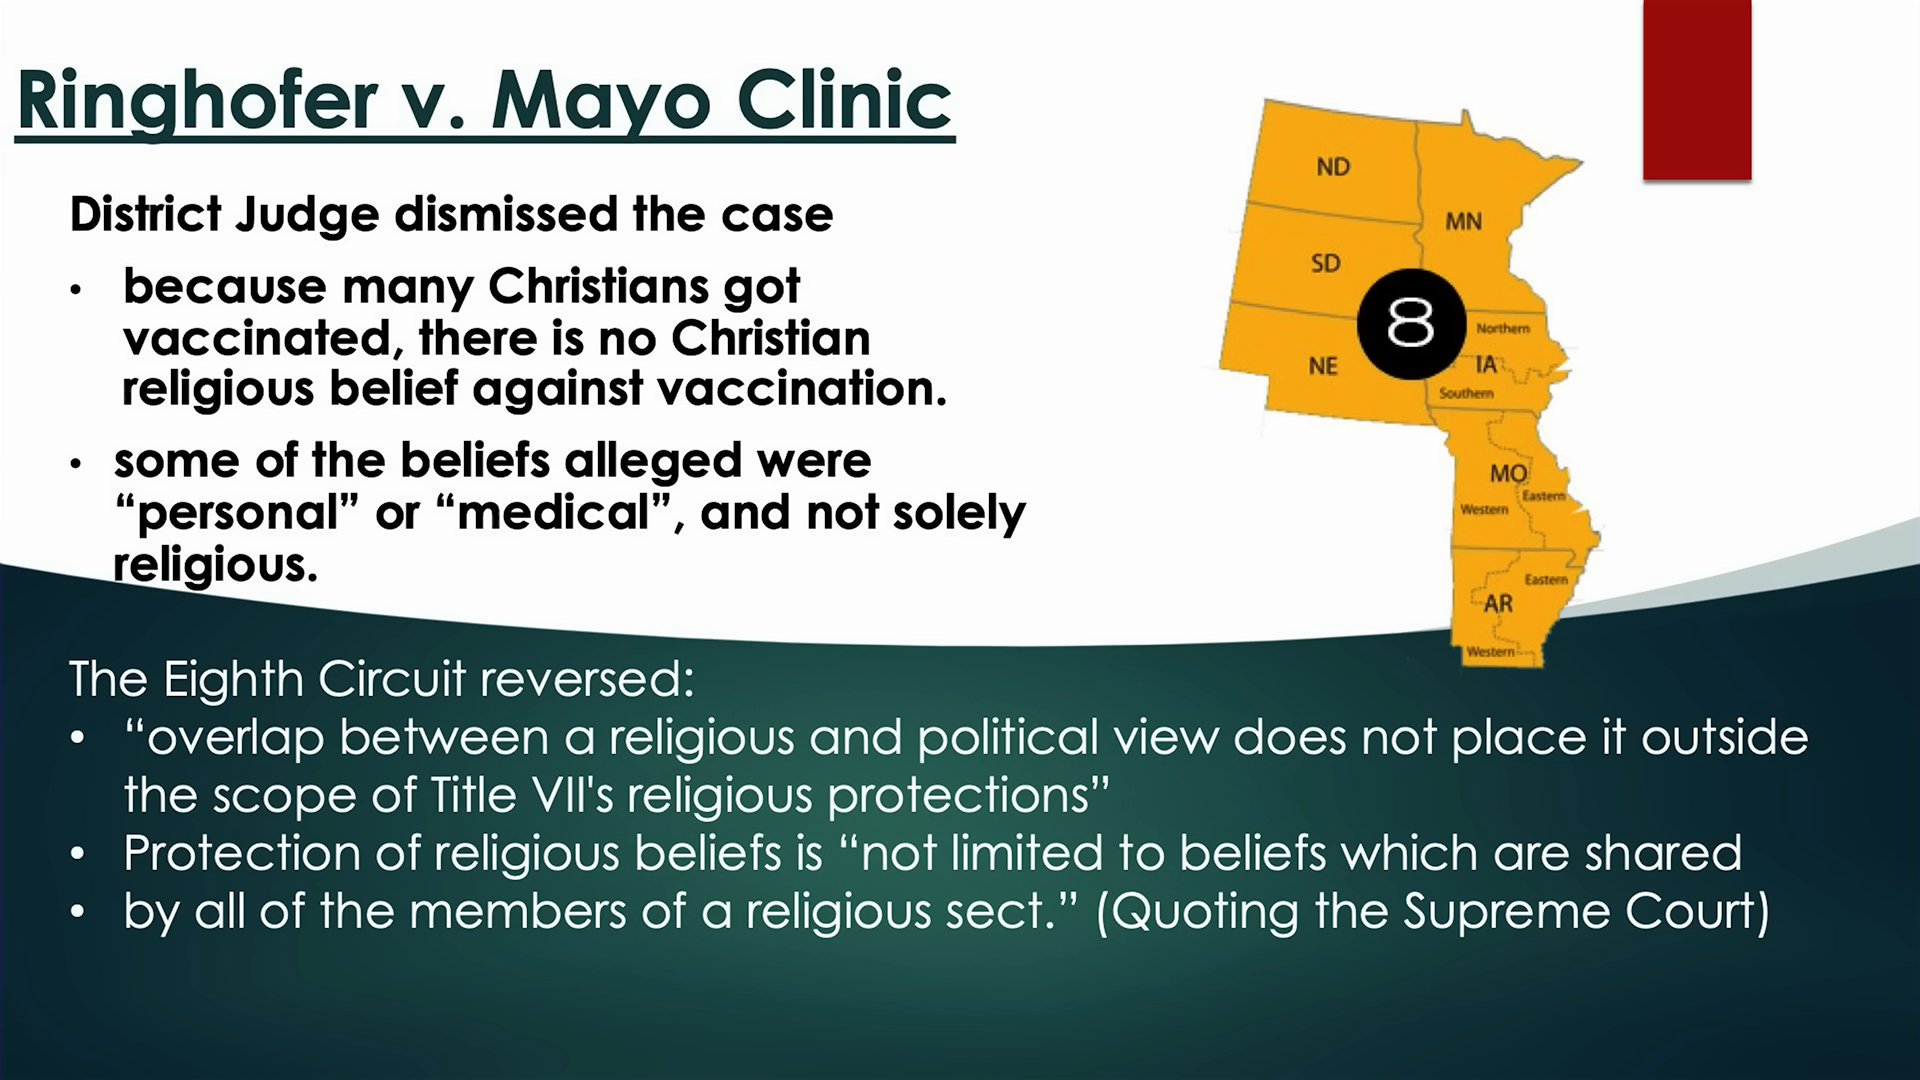 Ringhofer v. Mayo Clinic
District Judge dismissed the case
• because many Christians got
vaccinated, there is no Christian
religious belief against vaccination.
• some of the beliefs alleged were
“personal” or “medical”, and not solely
religious.
ND
MN
SD
8
Northern
NE
IA
Southern
MO
Eastern
Western
Eastern
AR
Western
The Eighth Circuit reversed:
• “overlap between a religious and political view does not place it outside
the scope of Title VII's religious protections”
• Protection of religious beliefs is “not limited to beliefs which are shared
• by all of the members of a religious sect.” (Quoting the Supreme Court)